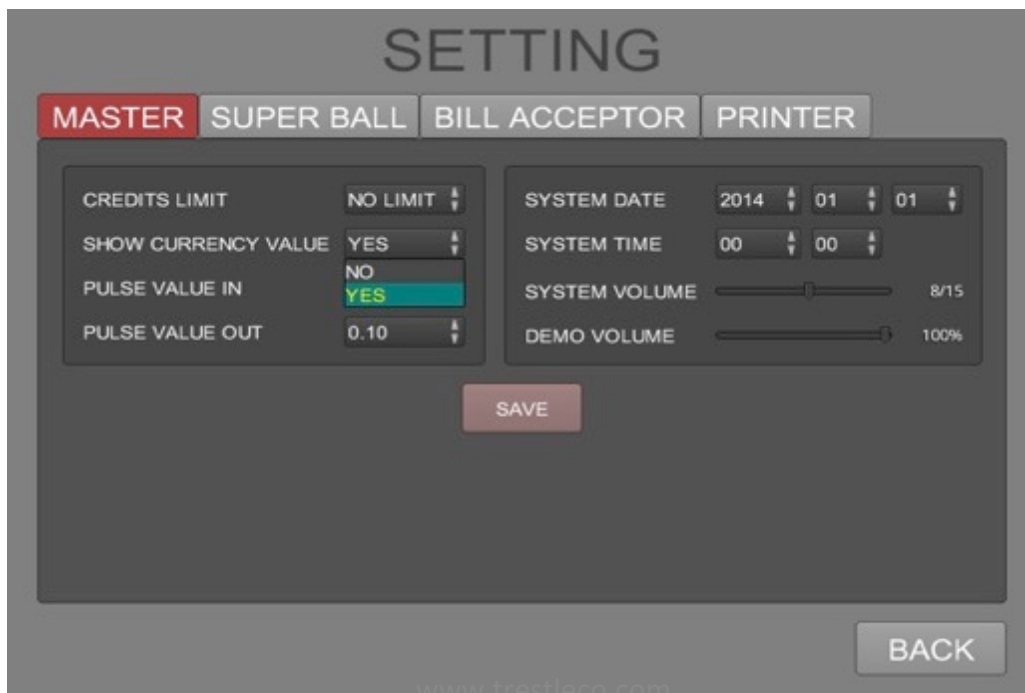 SETTING
MASTER SUPER BALL BILL ACCEPTOR PRINTER
CREDITS LIMIT NO LIMIT
SHOW CURRENCY VALUE YES
NO
PULSE VALUE IN YES
PULSE VALUE OUT 0.10
SYSTEM DATE 2014 01 01
SYSTEM TIME 00 00
SYSTEM VOLUME 8/15
DEMO VOLUME 100%
SAVE
BACK
www.trestleco.com